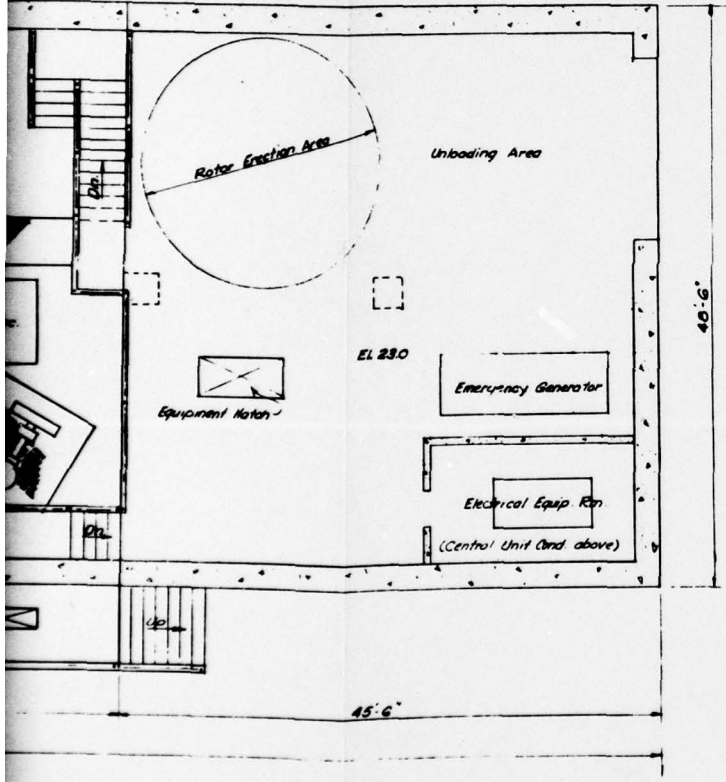 Rotor Erection Area
Unloading Area
Dn.
48'-6"
EL 23.0
Equipment Hatch
Emergency Generator
Electrical Equip. Rm.
(Central Unit Cond. above)
Dn.
Up
45'-6"